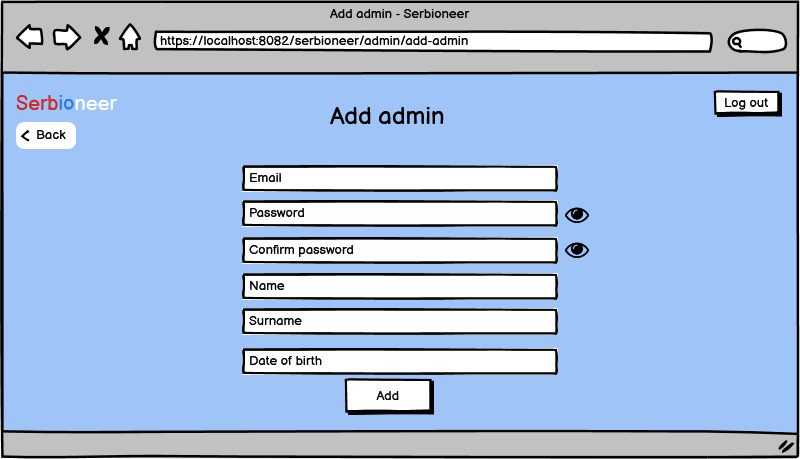 Add admin - Serbioneer
https://localhost:8082/serbioneer/admin/add-admin
Serbioneer
Log out
Back
Add admin
Email
Password
Confirm password
Name
Surname
Date of birth
Add